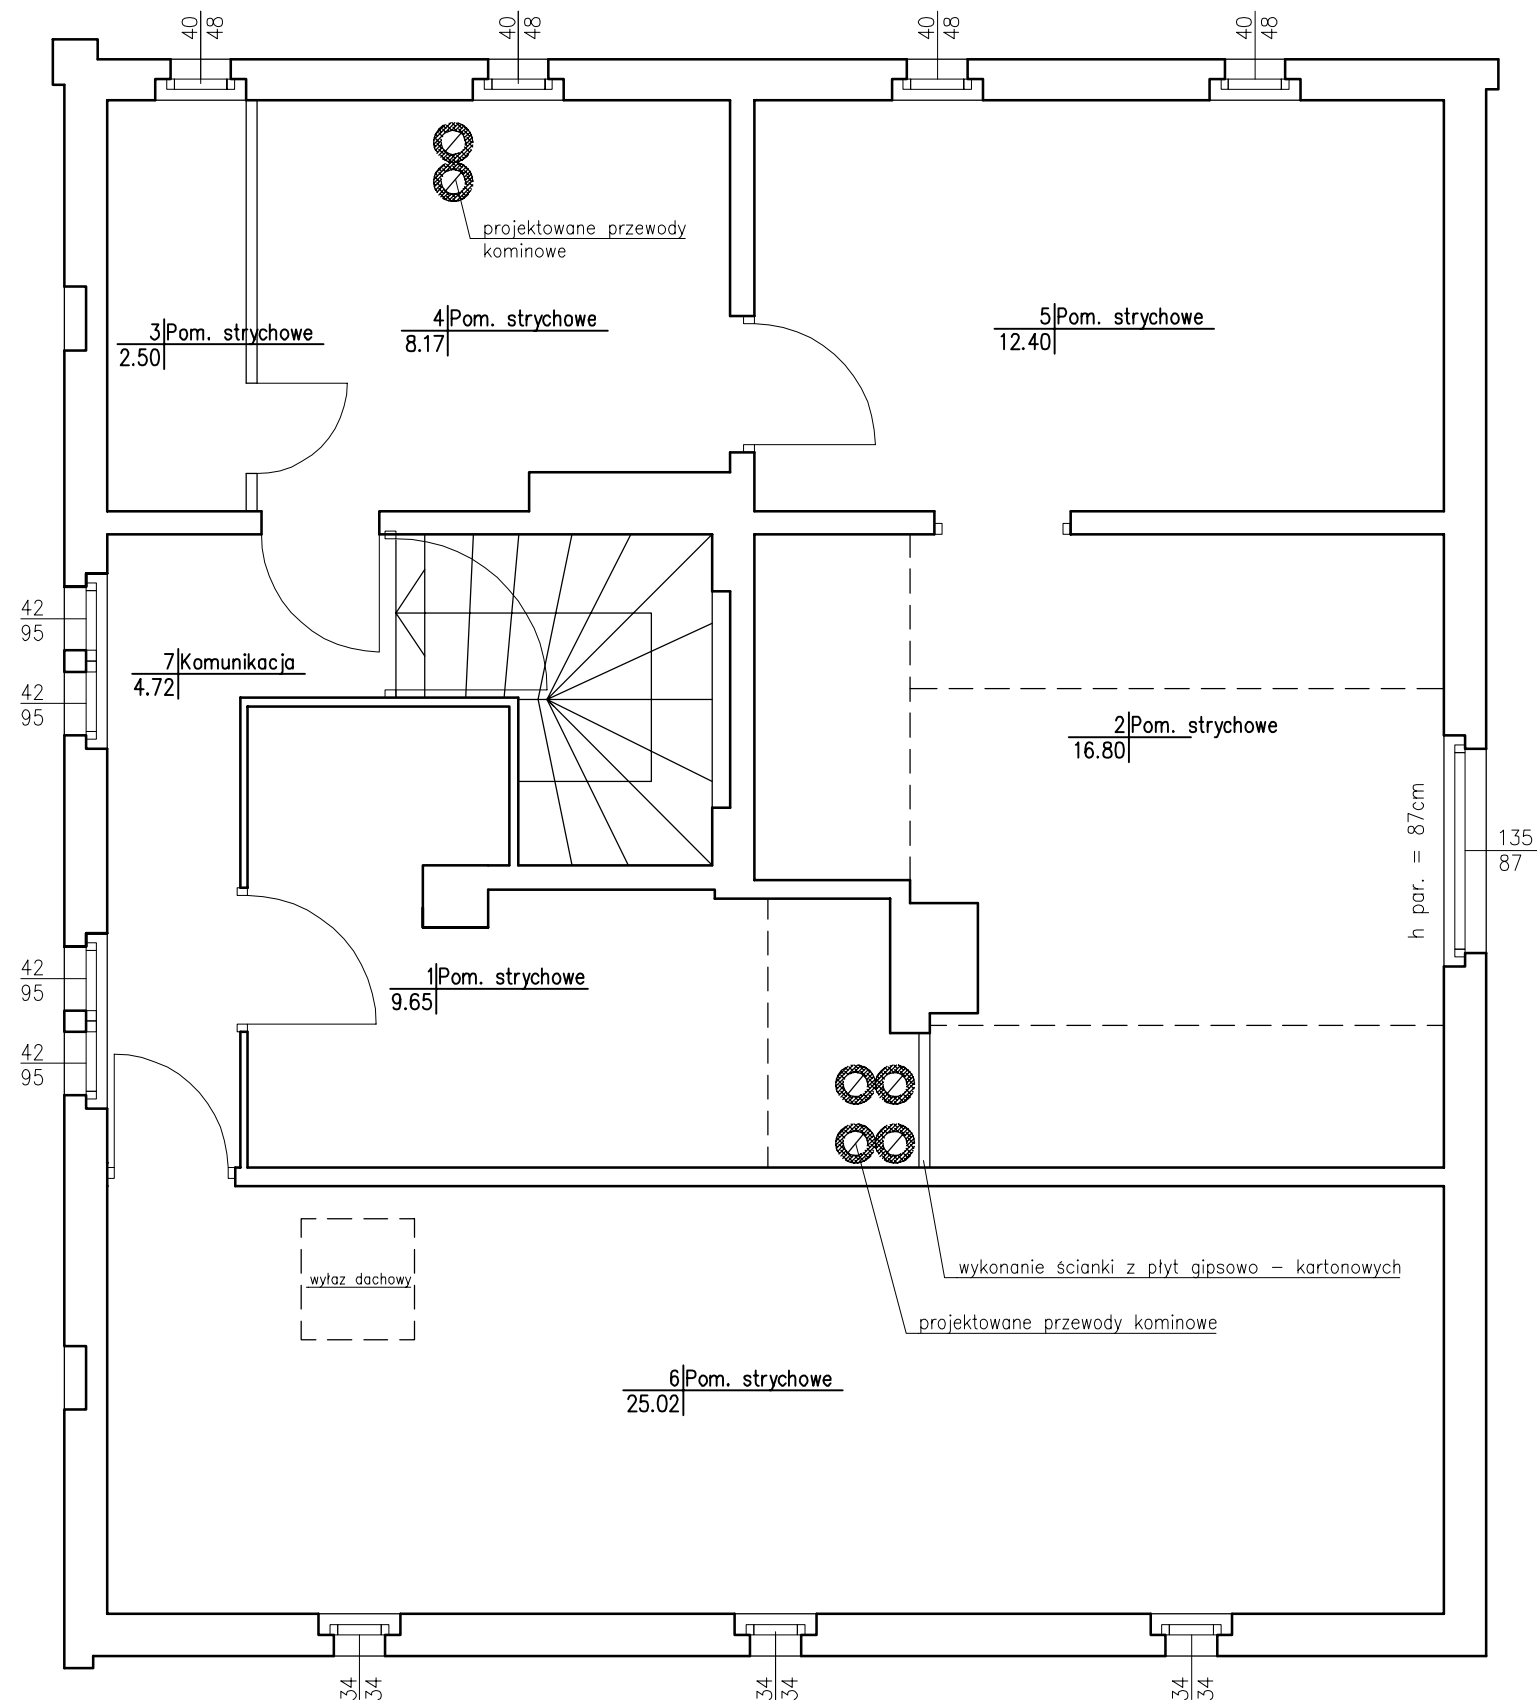 40
48
40
48
40
48
40
48
projektowane przewody
kominowe
3 Pom. strychowe
2.50
4 Pom. strychowe
8.17
5 Pom. strychowe
12.40
42
95
7 Komunikacja
4.72
42
95
2 Pom. strychowe
16.80
h par. = 87cm
135
87
42
95
1 Pom. strychowe
9.65
42
95
wyłaz dachowy
wykonanie ścianki z płyt gipsowo – kartonowych
projektowane przewody kominowe
6 Pom. strychowe
25.02
34
34
34
34
34
34